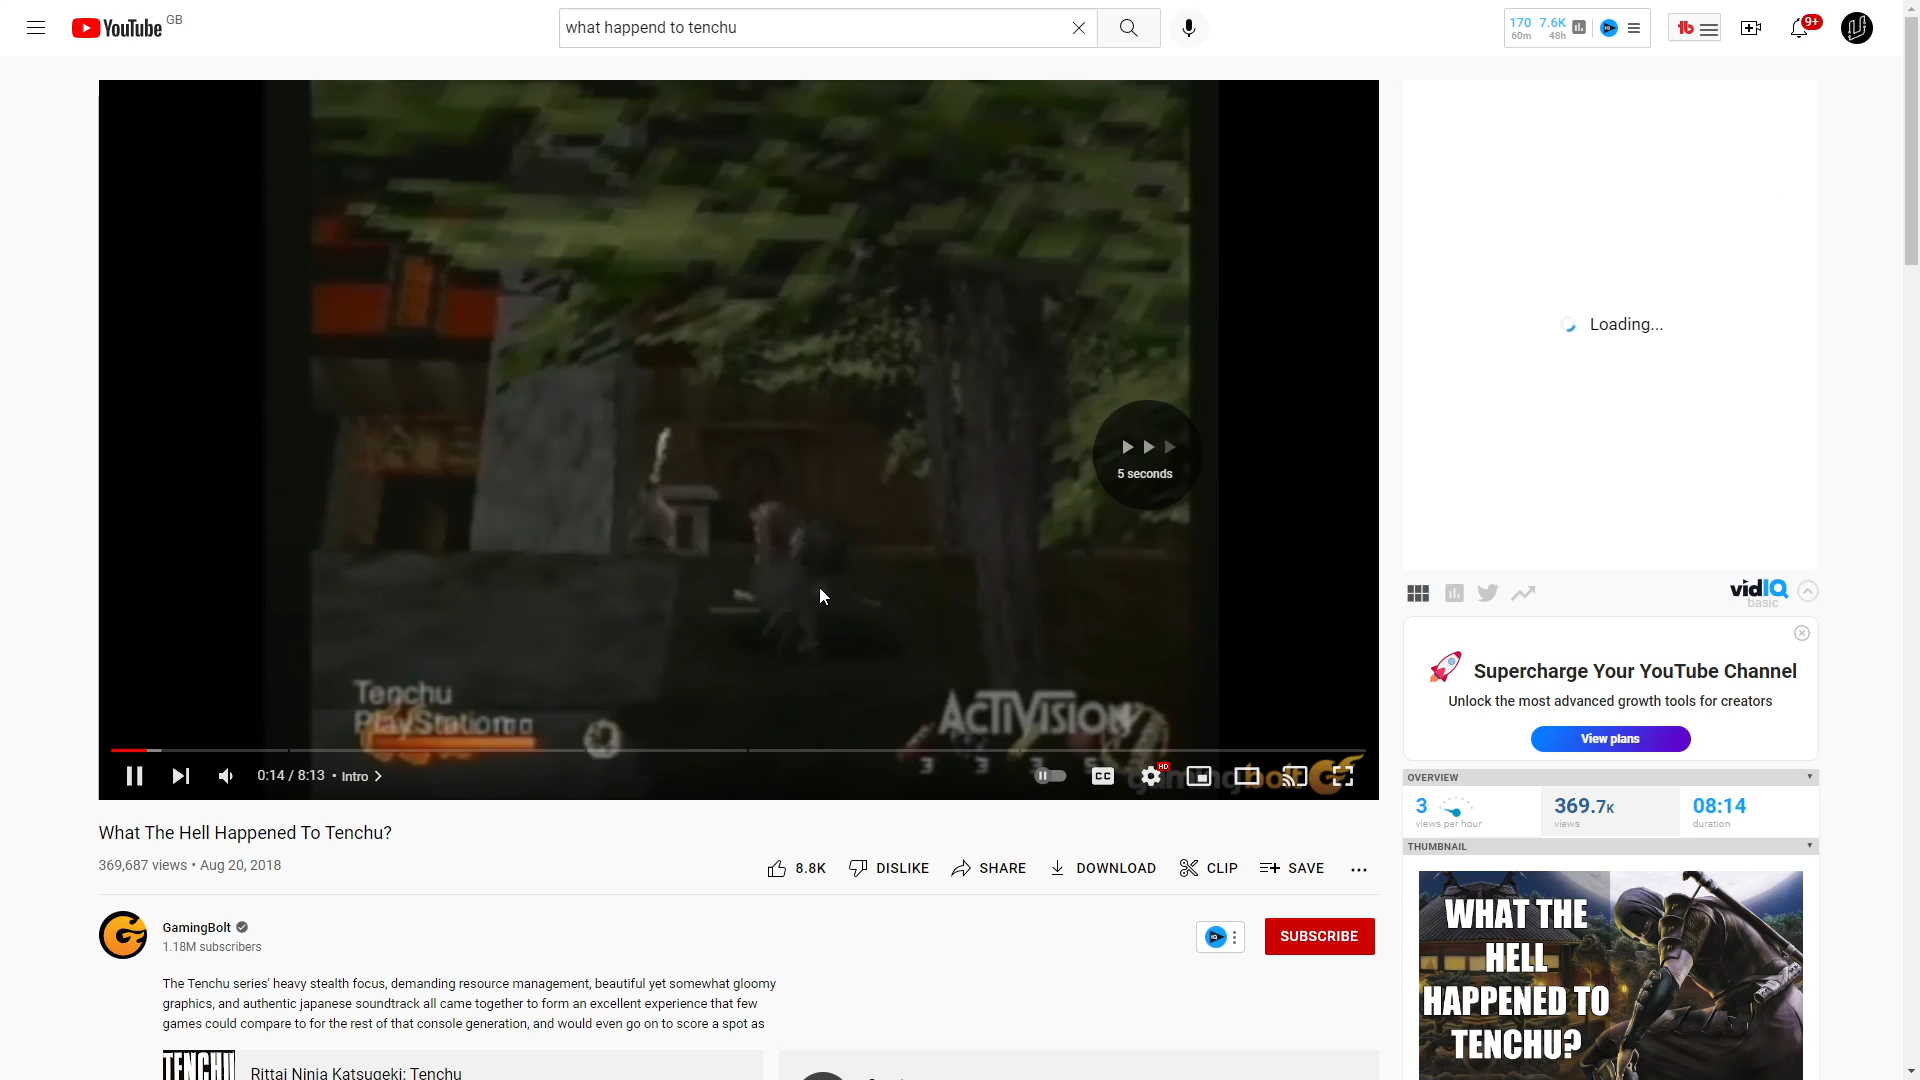 YouTube GB
what happend to tenchu
170 7.6K
60m 48h
9+
5 seconds
Tenchu
PlayStation
ACTIVISION
gamingbolt
0:14 / 8:13 • Intro
CC
HD
Loading...
vidIQ
basic
Supercharge Your YouTube Channel
Unlock the most advanced growth tools for creators
View plans
OVERVIEW
3 369.7K 08:14
views per hour views duration
THUMBNAIL
WHAT THE
HELL
HAPPENED TO
TENCHU?
What The Hell Happened To Tenchu?
369,687 views • Aug 20, 2018
8.8K DISLIKE SHARE DOWNLOAD CLIP SAVE
GamingBolt
1.18M subscribers
SUBSCRIBE
The Tenchu series' heavy stealth focus, demanding resource management, beautiful yet somewhat gloomy
graphics, and authentic japanese soundtrack all came together to form an excellent experience that few
games could compare to for the rest of that console generation, and would even go on to score a spot as
TENCHU
Rittai Ninja Katsugeki: Tenchu